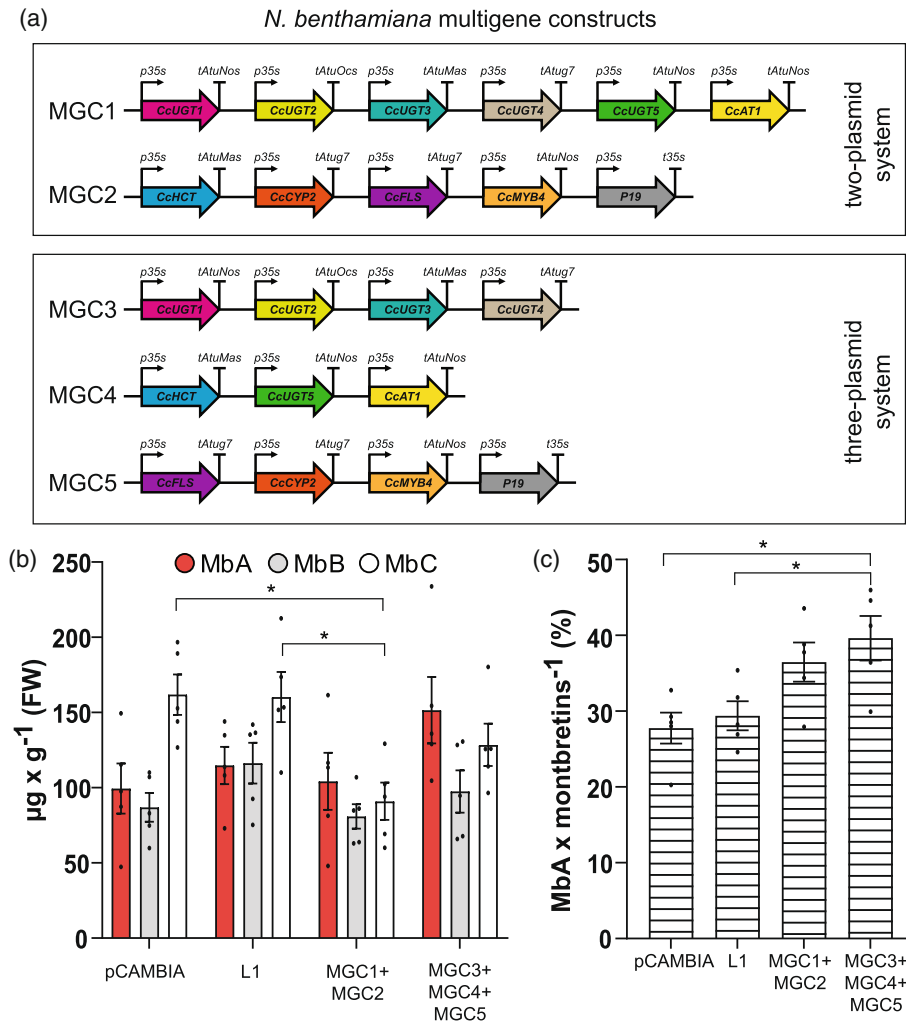 (a)
N. benthamiana multigene constructs
p35s tAtuNos p35s tAtuOcs p35s tAtuMas p35s tAtug7 p35s tAtuNos p35s tAtuNos
MGC1 CcUGT1 CcUGT2 CcUGT3 CcUGT4 CcUGT5 CcAT1
p35s tAtuMas p35s tAtug7 p35s tAtug7 p35s tAtuNos p35s t35s
MGC2 CcHCT CcCYP2 CcFLS CcMYB4 P19
two-plasmid
system
p35s tAtuNos p35s tAtuOcs p35s tAtuMas p35s tAtug7
MGC3 CcUGT1 CcUGT2 CcUGT3 CcUGT4
p35s tAtuMas p35s tAtuNos p35s tAtuNos
MGC4 CcHCT CcUGT5 CcAT1
p35s tAtug7 p35s tAtug7 p35s tAtuNos p35s t35s
MGC5 CcFLS CcCYP2 CcMYB4 P19
three-plasmid
system
(b)
MbA MbB MbC
µg x g-1 (FW)
250
200
150
100
50
0
*
*
pCAMBIA L1 MGC1+
MGC2
MGC3+
MGC4+
MGC5
(c)
MbA x montbretins-1 (%)
50
40
30
20
10
0
*
*
pCAMBIA L1 MGC1+
MGC2
MGC3+
MGC4+
MGC5